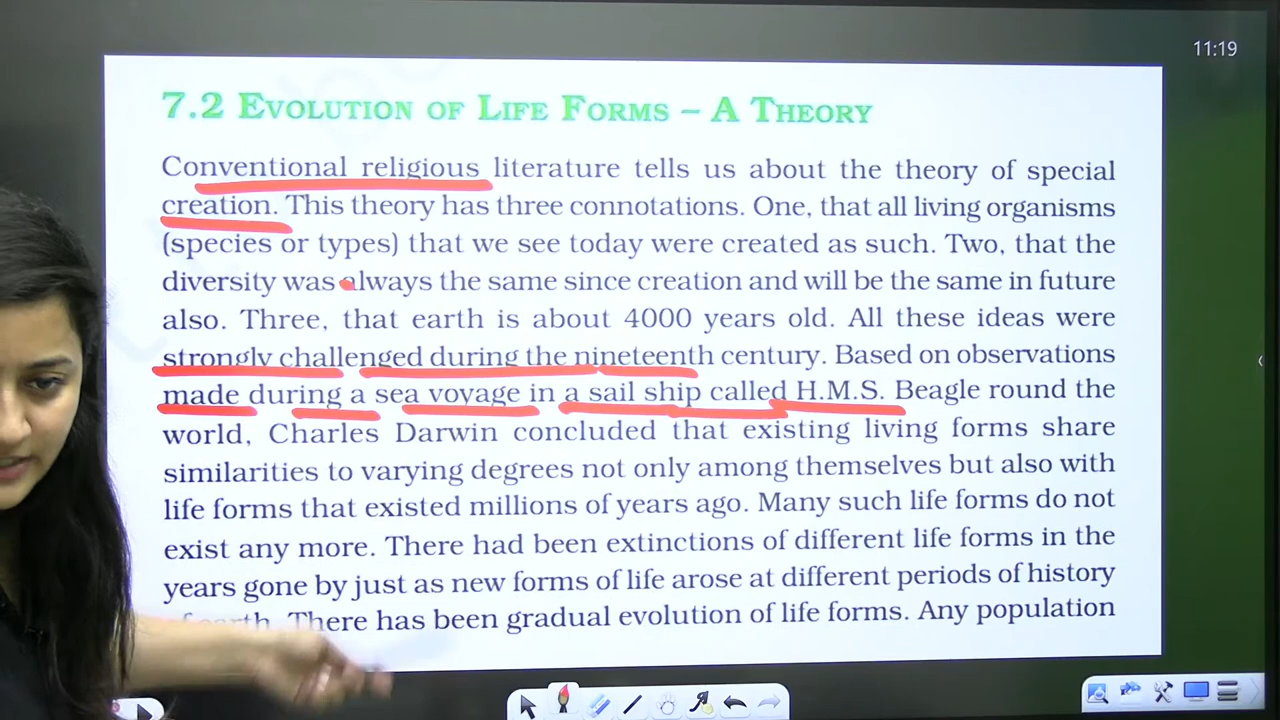 11:19
7.2 EVOLUTION OF LIFE FORMS – A THEORY
Conventional religious literature tells us about the theory of special
creation. This theory has three connotations. One, that all living organisms
(species or types) that we see today were created as such. Two, that the
diversity was always the same since creation and will be the same in future
also. Three, that earth is about 4000 years old. All these ideas were
strongly challenged during the nineteenth century. Based on observations
made during a sea voyage in a sail ship called H.M.S. Beagle round the
world, Charles Darwin concluded that existing living forms share
similarities to varying degrees not only among themselves but also with
life forms that existed millions of years ago. Many such life forms do not
exist any more. There had been extinctions of different life forms in the
years gone by just as new forms of life arose at different periods of history
of earth. There has been gradual evolution of life forms. Any population